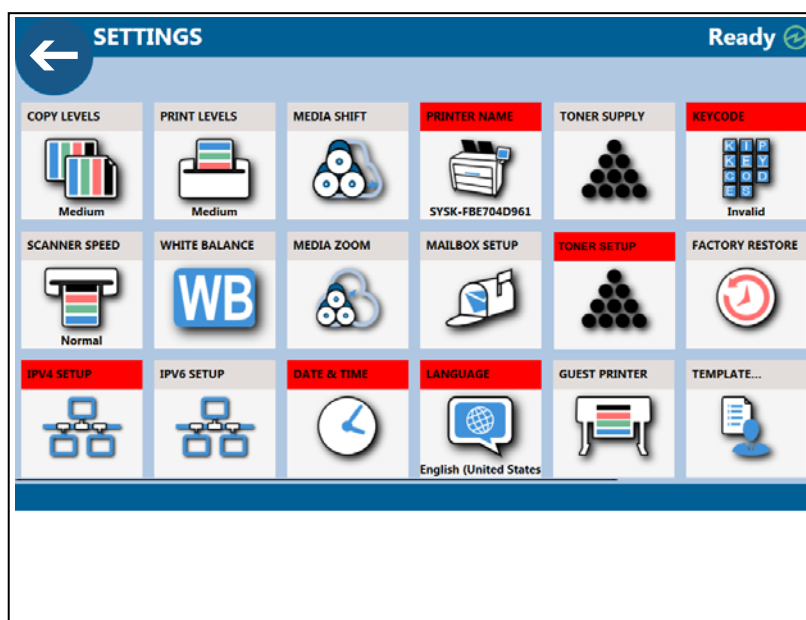 SETTINGS
Ready
COPY LEVELS
PRINT LEVELS
MEDIA SHIFT
PRINTER NAME
TONER SUPPLY
KEYCODE
K I P
K E Y
C O D
E S
Medium
Medium
SYSK-FBE704D961
Invalid
SCANNER SPEED
WHITE BALANCE
MEDIA ZOOM
MAILBOX SETUP
TONER SETUP
FACTORY RESTORE
WB
Normal
IPV4 SETUP
IPV6 SETUP
DATE & TIME
LANGUAGE
GUEST PRINTER
TEMPLATE...
English (United States